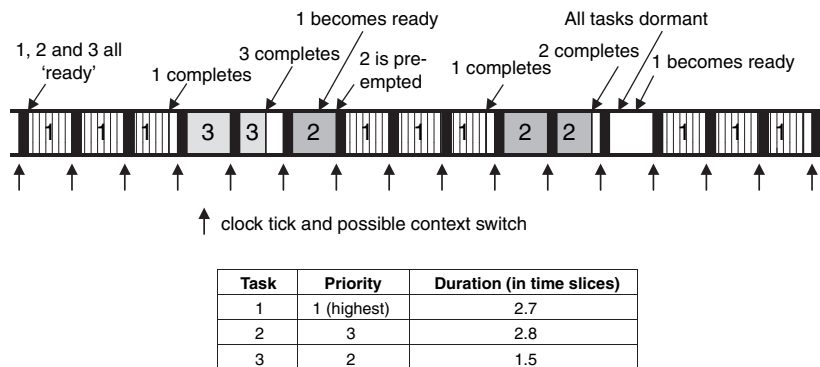 1 becomes ready
All tasks dormant
1, 2 and 3 all
‘ready’
3 completes
2 is pre-
empted
2 completes
1 completes
1 completes
1 becomes ready
1 1 1 3 3 2 1 1 1 2 2 1 1 1
clock tick and possible context switch
Task Priority Duration (in time slices)
1 1 (highest) 2.7
2 3 2.8
3 2 1.5